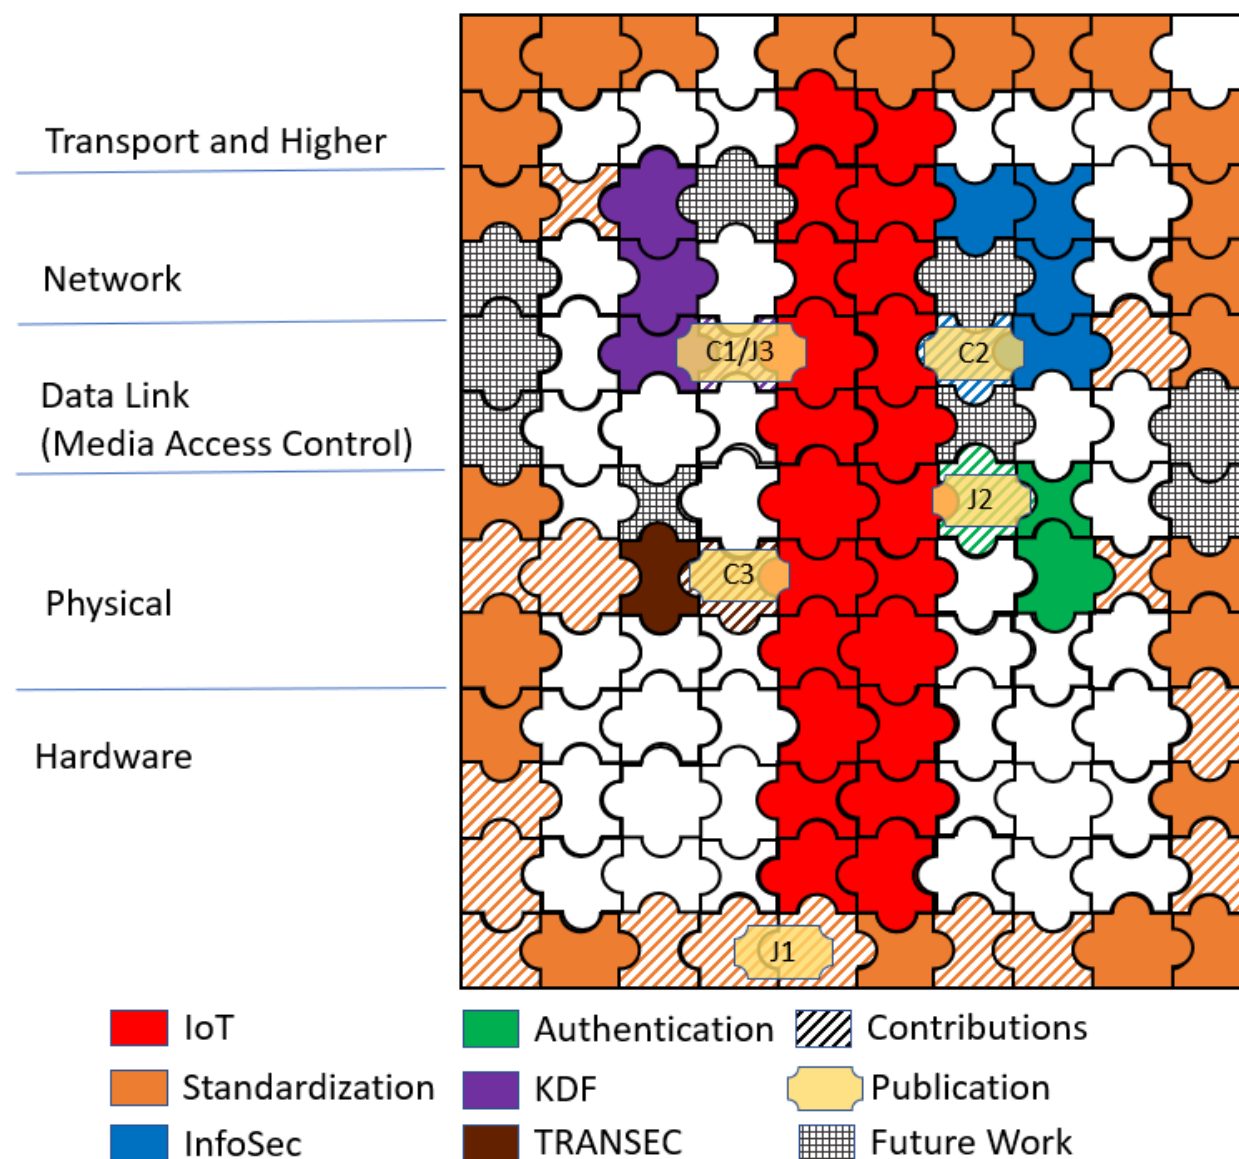 Transport and Higher
Network
C1/J3
C2
Data Link
(Media Access Control)
J2
C3
Physical
Hardware
J1
IoT
Authentication
Contributions
Standardization
KDF
Publication
InfoSec
TRANSEC
Future Work